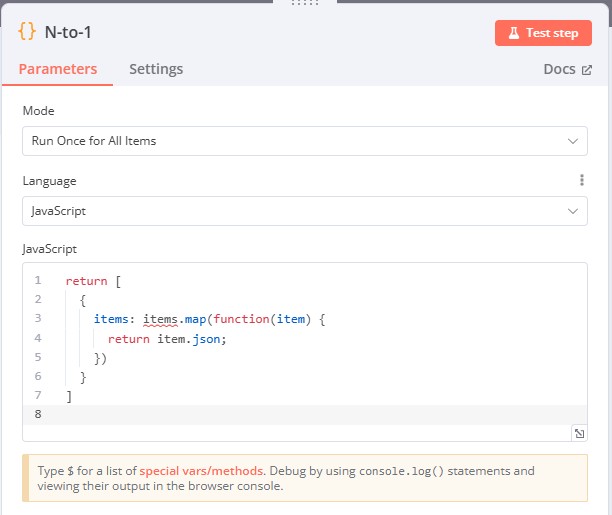 {} N-to-1
Test step
Parameters Settings Docs
Mode
Run Once for All Items
Language
JavaScript
JavaScript
1 return [
2 {
3 items: items.map(function(item) {
4 return item.json;
5 })
6 }
7 ]
8
Type $ for a list of special vars/methods. Debug by using console.log() statements and
viewing their output in the browser console.